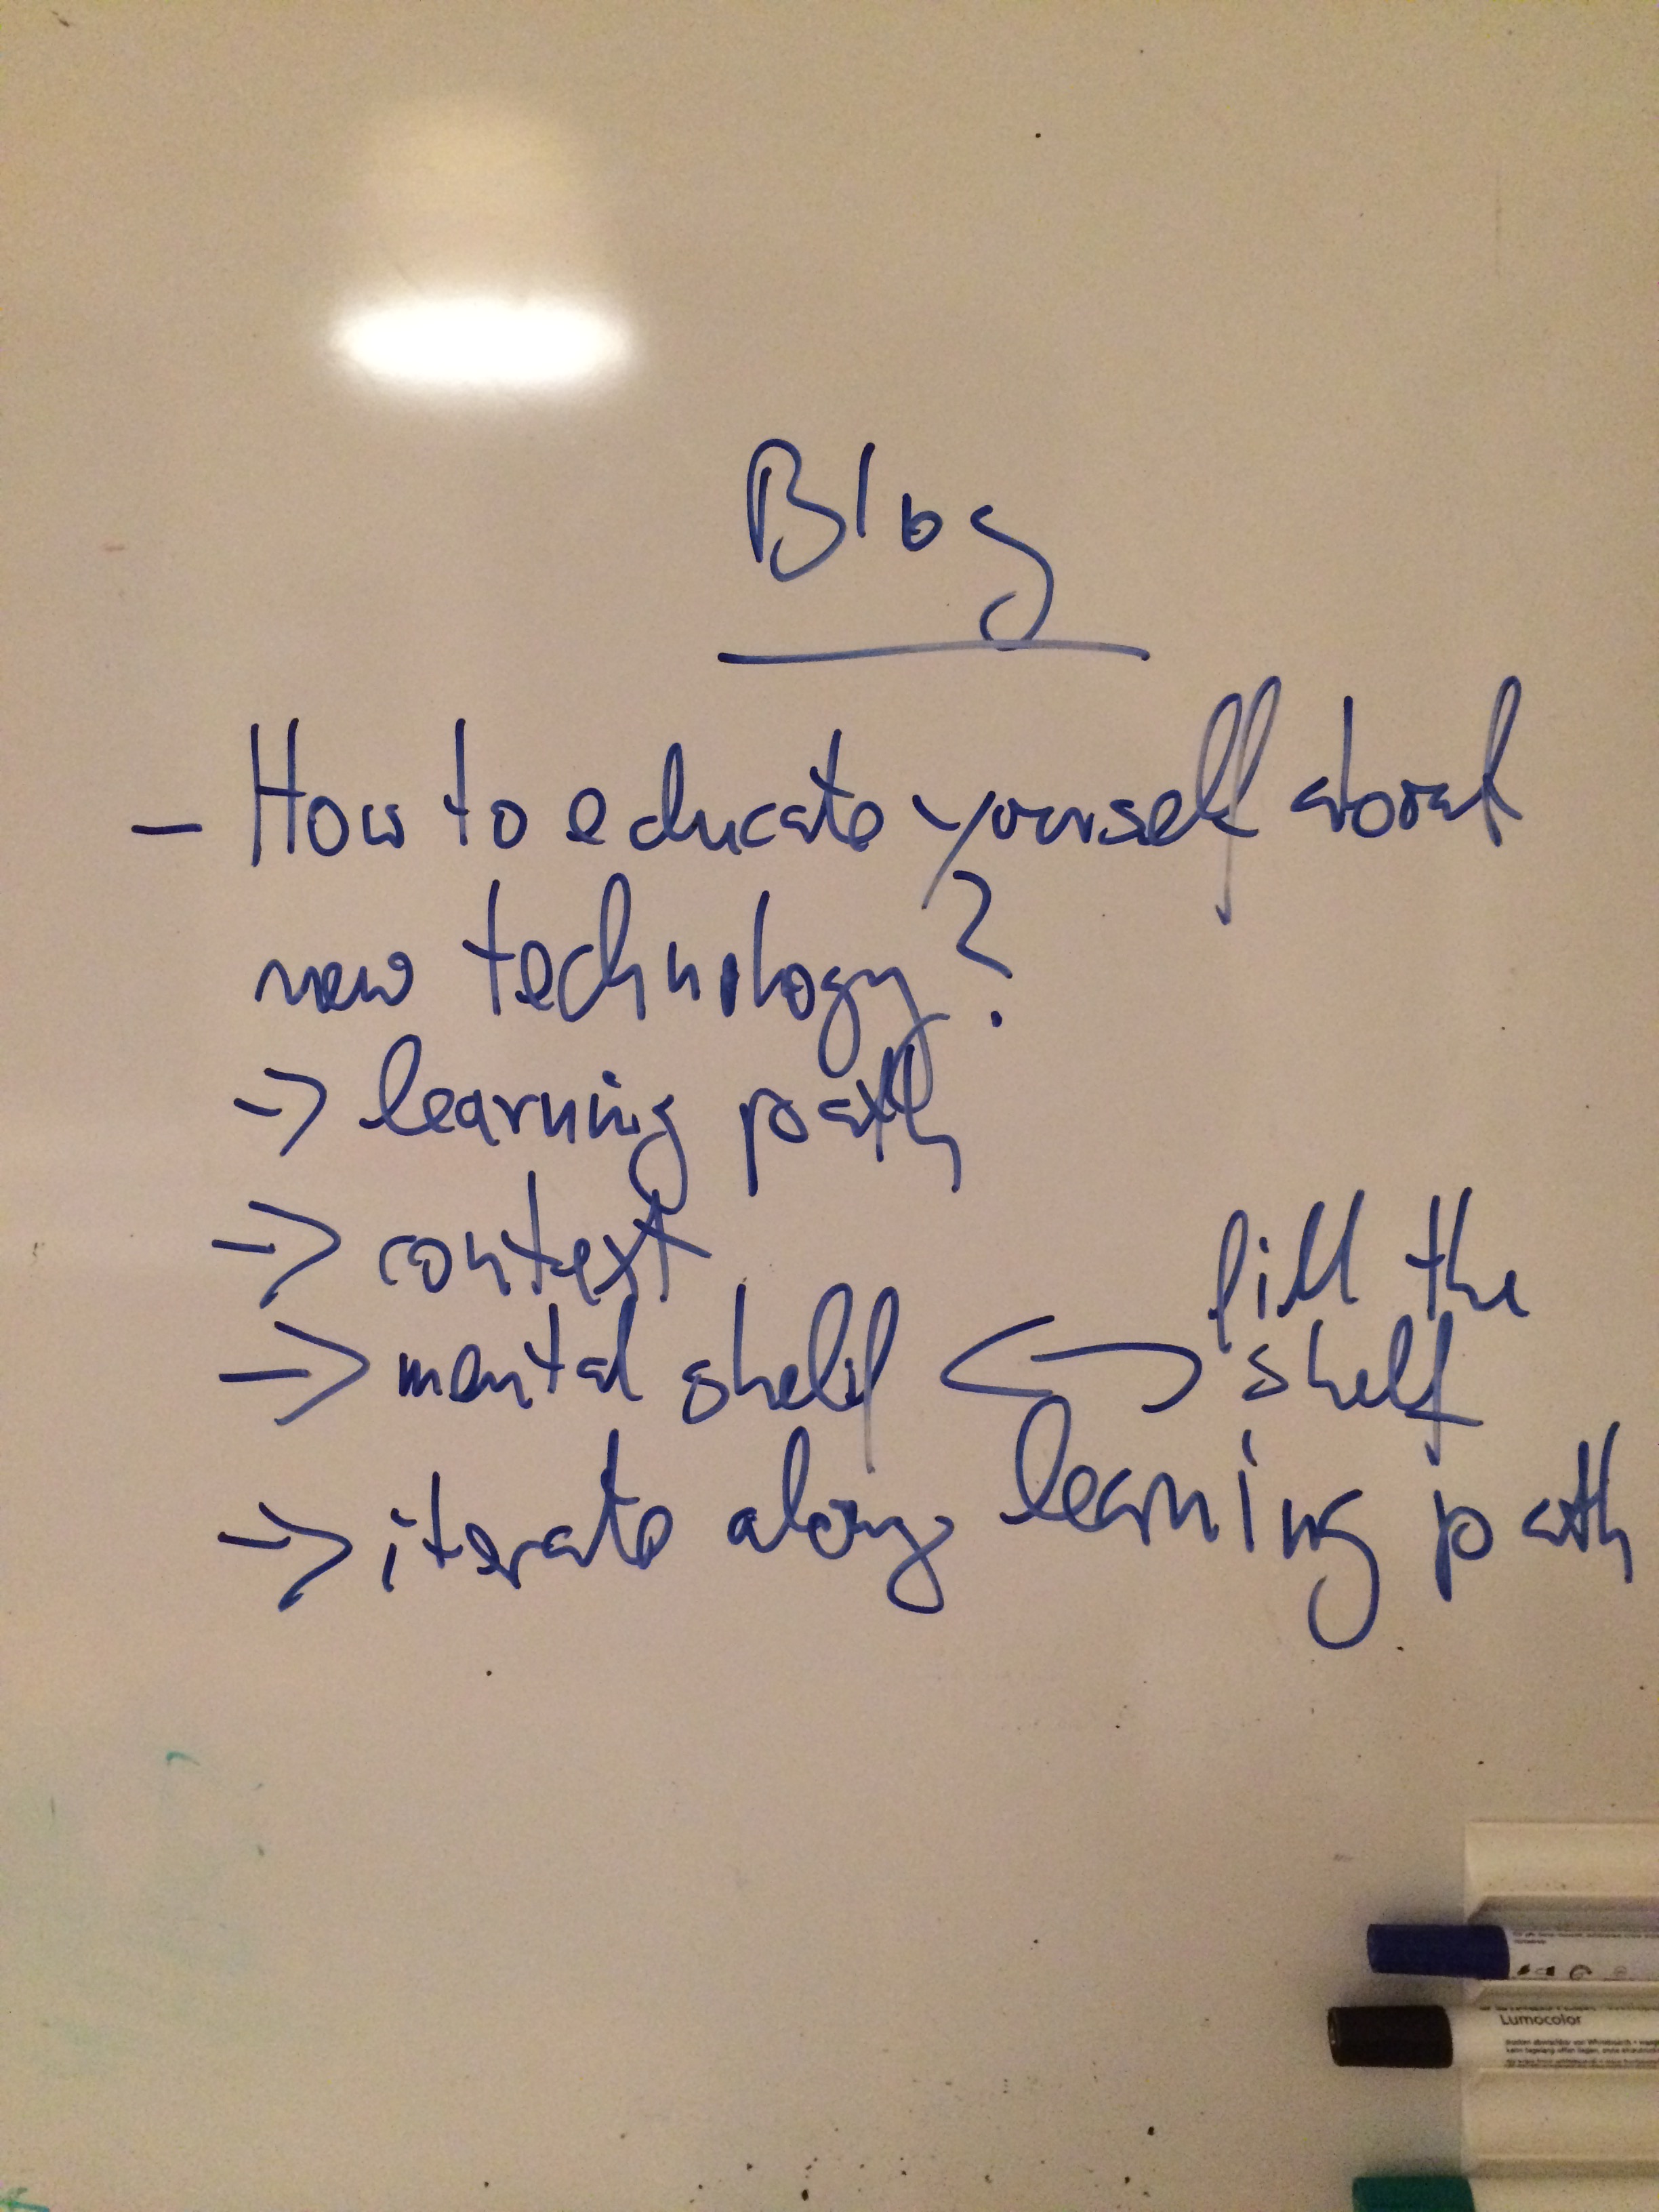 Blog
- How to educate yourself about
new technology?
-> learning path
-> context
fill the
-> mental shelf <- shelf
-> iterate along learning path
Lumocolor